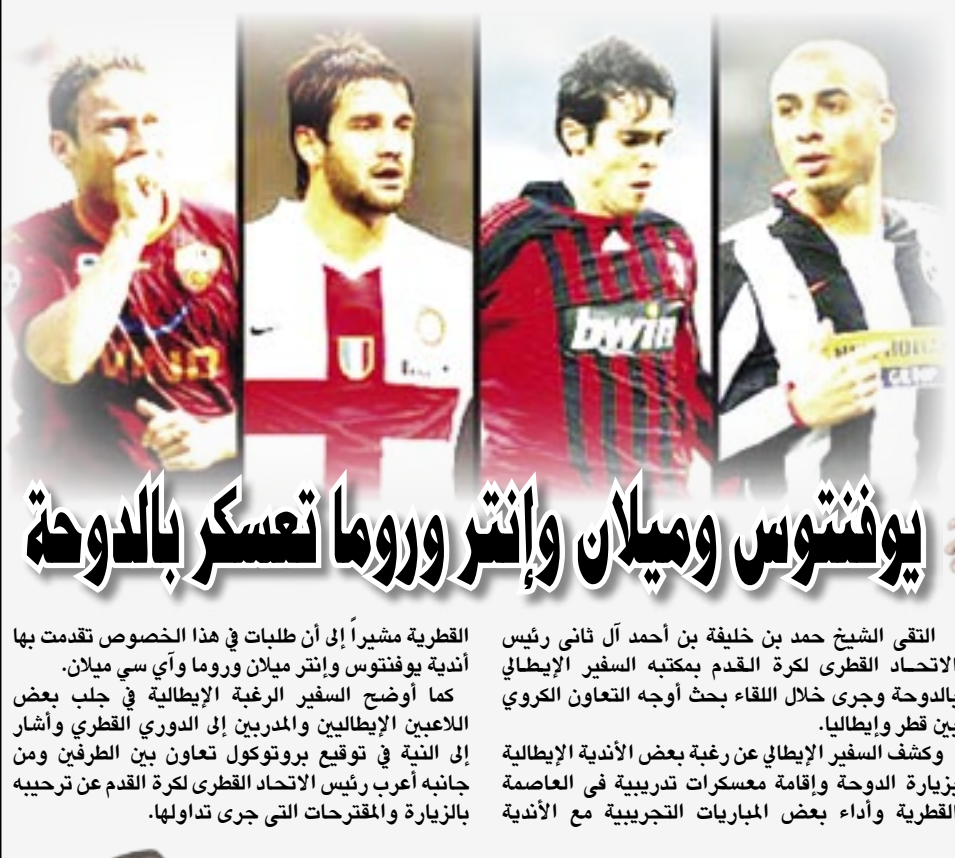 bwin
يوفنتوس وميلان وإنتر وروما تعسكر بالدوحة
التقى الشيخ حمد بن خليفة بن أحمد آل ثانى رئيس
الاتحاد القطرى لكرة القدم بمكتبه السفير الإيطالي
بالدوحة وجرى خلال اللقاء بحث أوجه التعاون الكروي
بين قطر وإيطاليا.
وكشف السفير الإيطالي عن رغبة بعض الأندية الإيطالية
بزيارة الدوحة وإقامة معسكرات تدريبية فى العاصمة
القطرية وأداء بعض المباريات التجريبية مع الأندية
القطرية مشيراً إلى أن طلبات في هذا الخصوص تقدمت بها
أندية يوفنتوس وإنتر ميلان وروما وآي سي ميلان.
كما أوضح السفير الرغبة الإيطالية في جلب بعض
اللاعبين الإيطاليين والمدربين إلى الدوري القطري وأشار
إلى النية في توقيع بروتوكول تعاون بين الطرفين ومن
جانبه أعرب رئيس الاتحاد القطرى لكرة القدم عن ترحيبه
بالزيارة والمقترحات التى جرى تداولها.